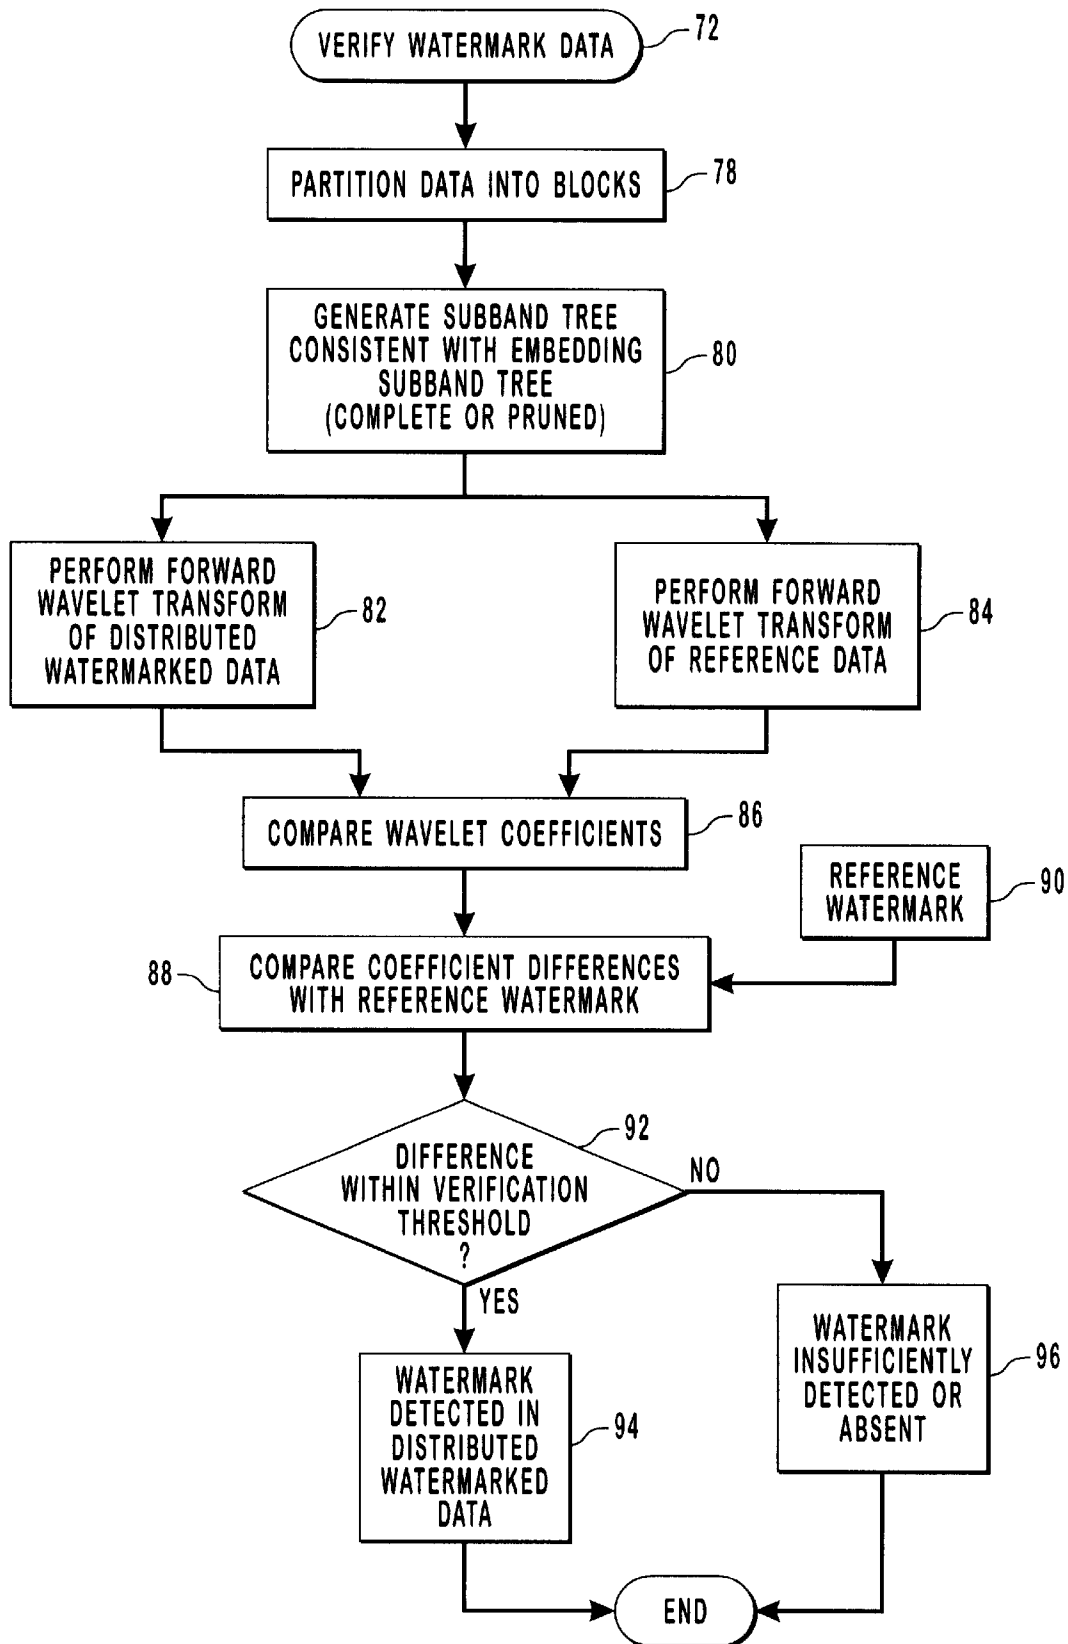 VERIFY WATERMARK DATA
72
PARTITION DATA INTO BLOCKS
78
GENERATE SUBBAND TREE
CONSISTENT WITH EMBEDDING
SUBBAND TREE
(COMPLETE OR PRUNED)
80
PERFORM FORWARD
WAVELET TRANSFORM
OF DISTRIBUTED
WATERMARKED DATA
82
PERFORM FORWARD
WAVELET TRANSFORM
OF REFERENCE DATA
84
COMPARE WAVELET COEFFICIENTS
86
REFERENCE
WATERMARK
90
88
COMPARE COEFFICIENT DIFFERENCES
WITH REFERENCE WATERMARK
92
DIFFERENCE
WITHIN VERIFICATION
THRESHOLD
?
NO
YES
WATERMARK
DETECTED IN
DISTRIBUTED
WATERMARKED
DATA
94
WATERMARK
INSUFFICIENTLY
DETECTED OR
ABSENT
96
END